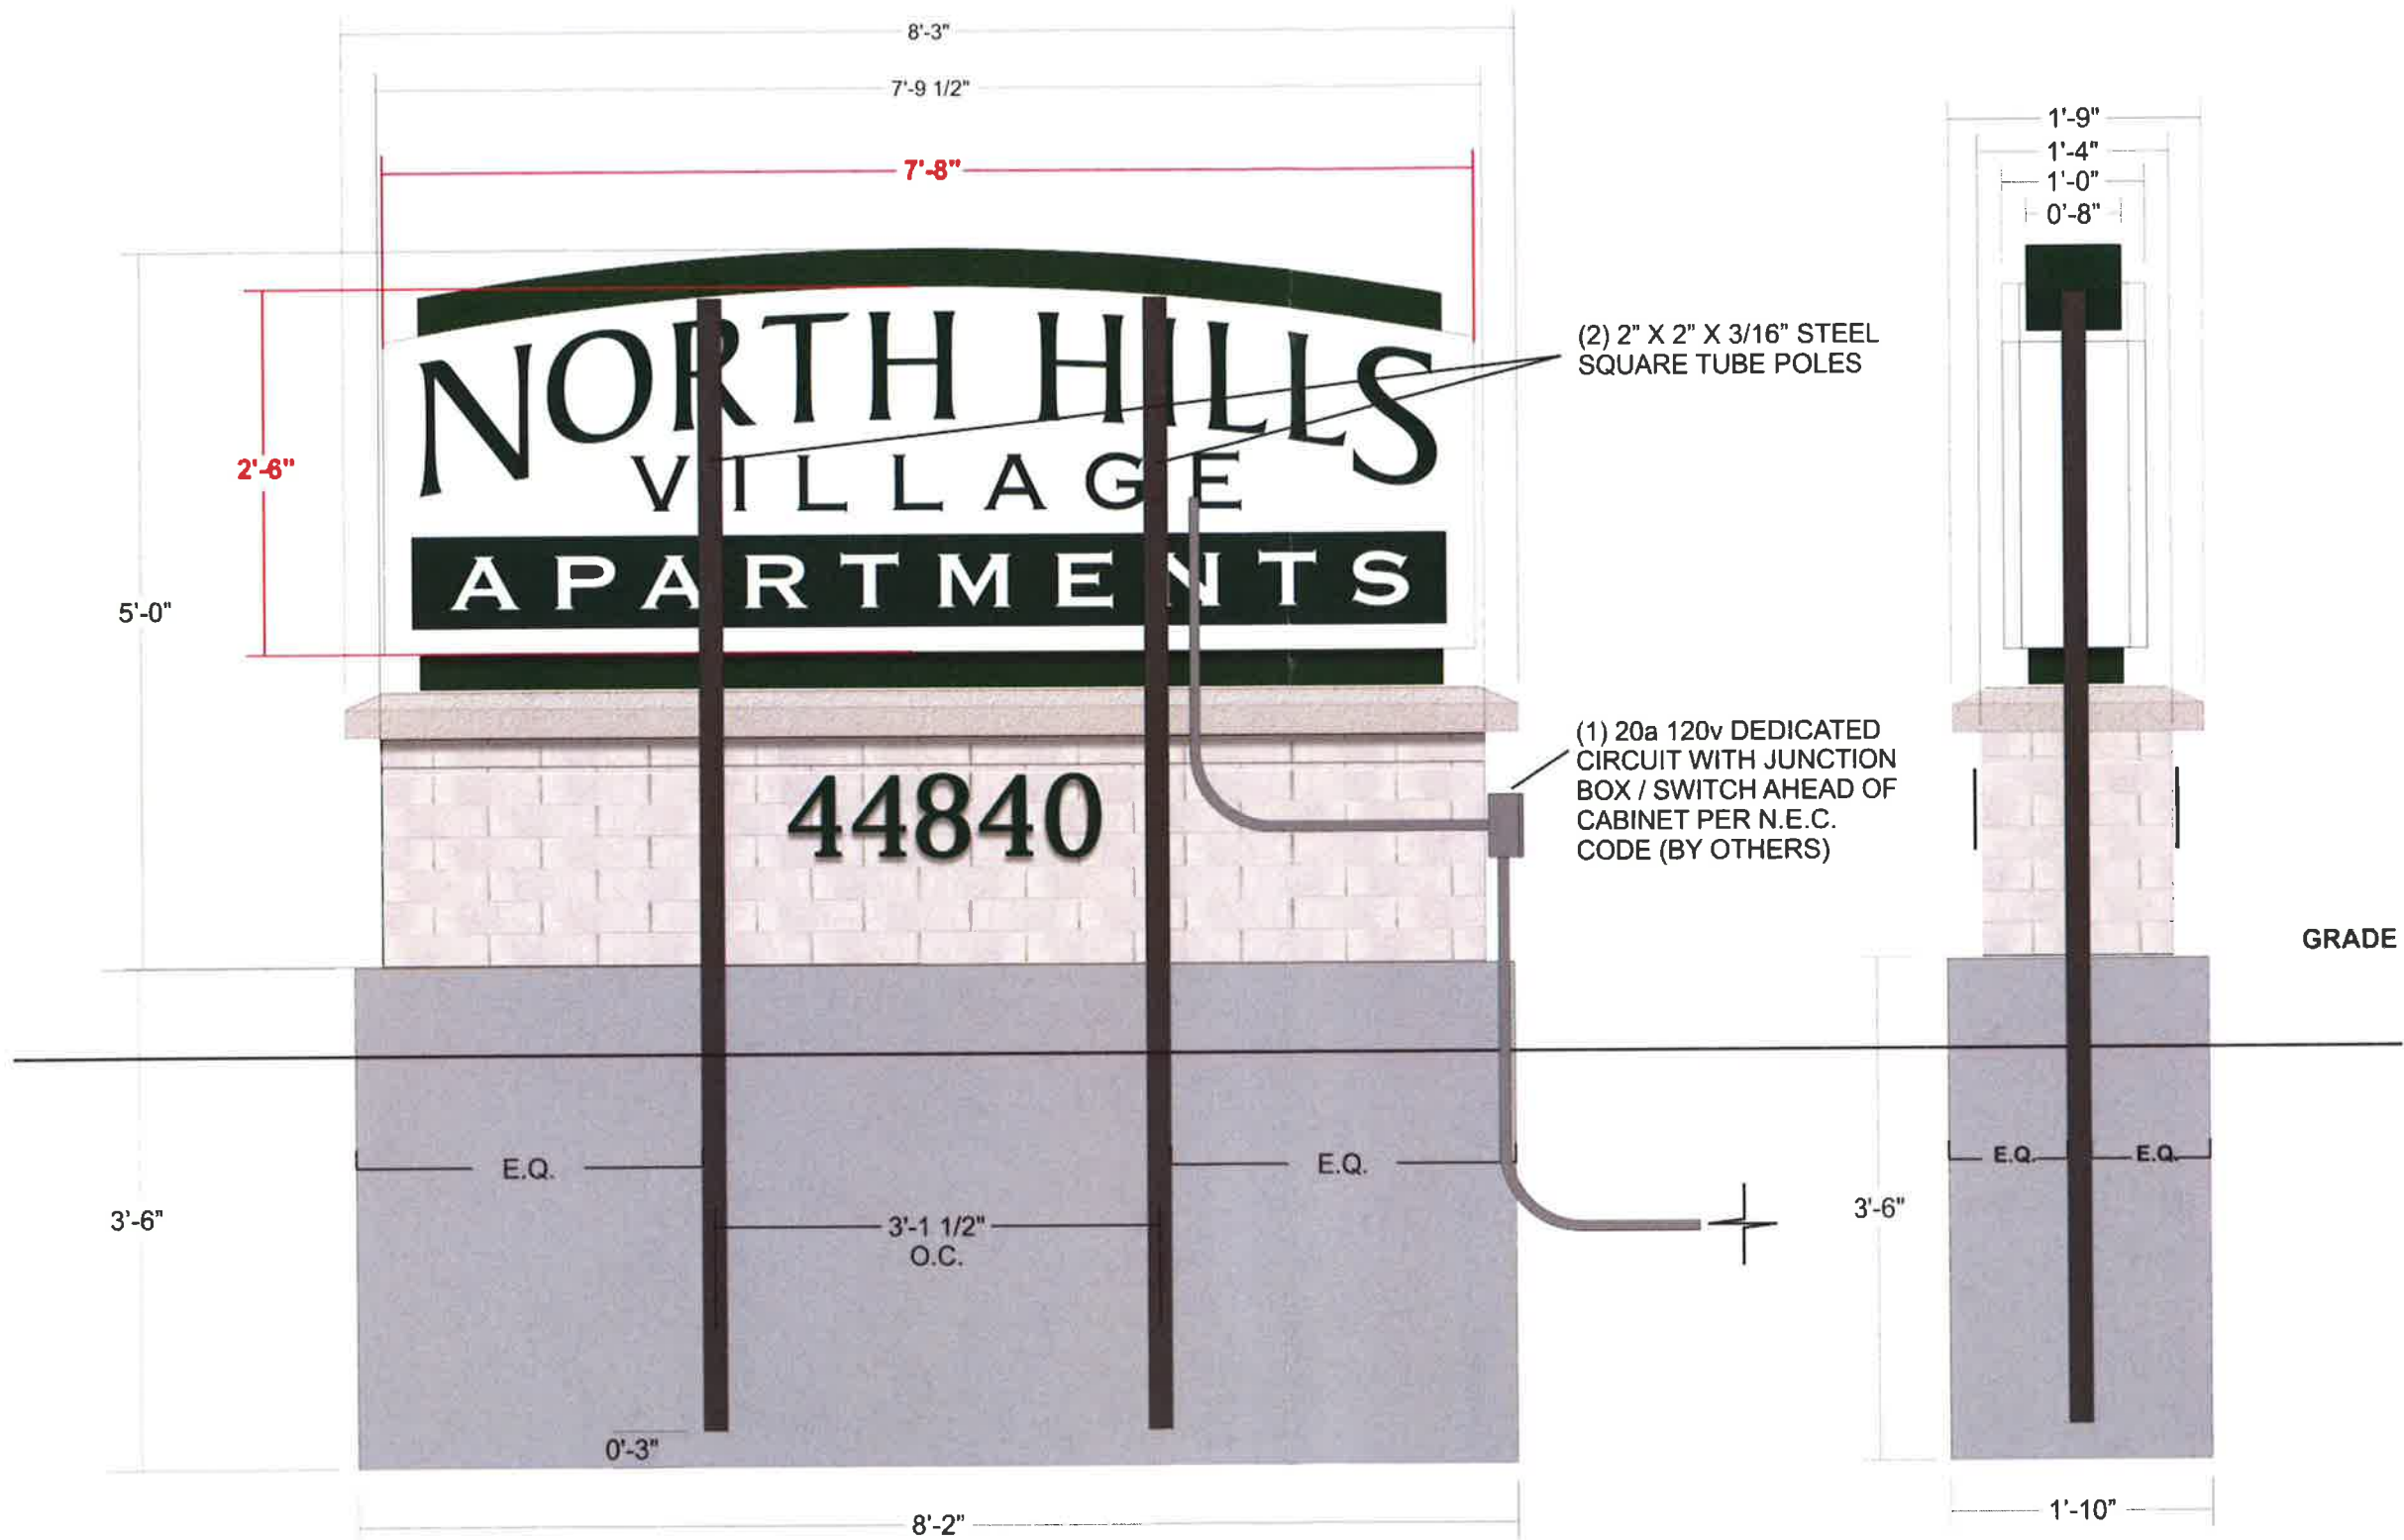 8'-3"
7'-9 1/2"
7'-8"
1'-9"
1'-4"
1'-0"
0'-8"
NORTH HILLS
VILLAGE
APARTMENTS
2'-6"
5'-0"
(2) 2" X 2" X 3/16" STEEL
SQUARE TUBE POLES
44840
(1) 20a 120v DEDICATED
CIRCUIT WITH JUNCTION
BOX / SWITCH AHEAD OF
CABINET PER N.E.C.
CODE (BY OTHERS)
GRADE
E.Q.
E.Q.
E.Q.
E.Q.
3'-6"
3'-1 1/2"
O.C.
3'-6"
0'-3"
8'-2"
1'-10"